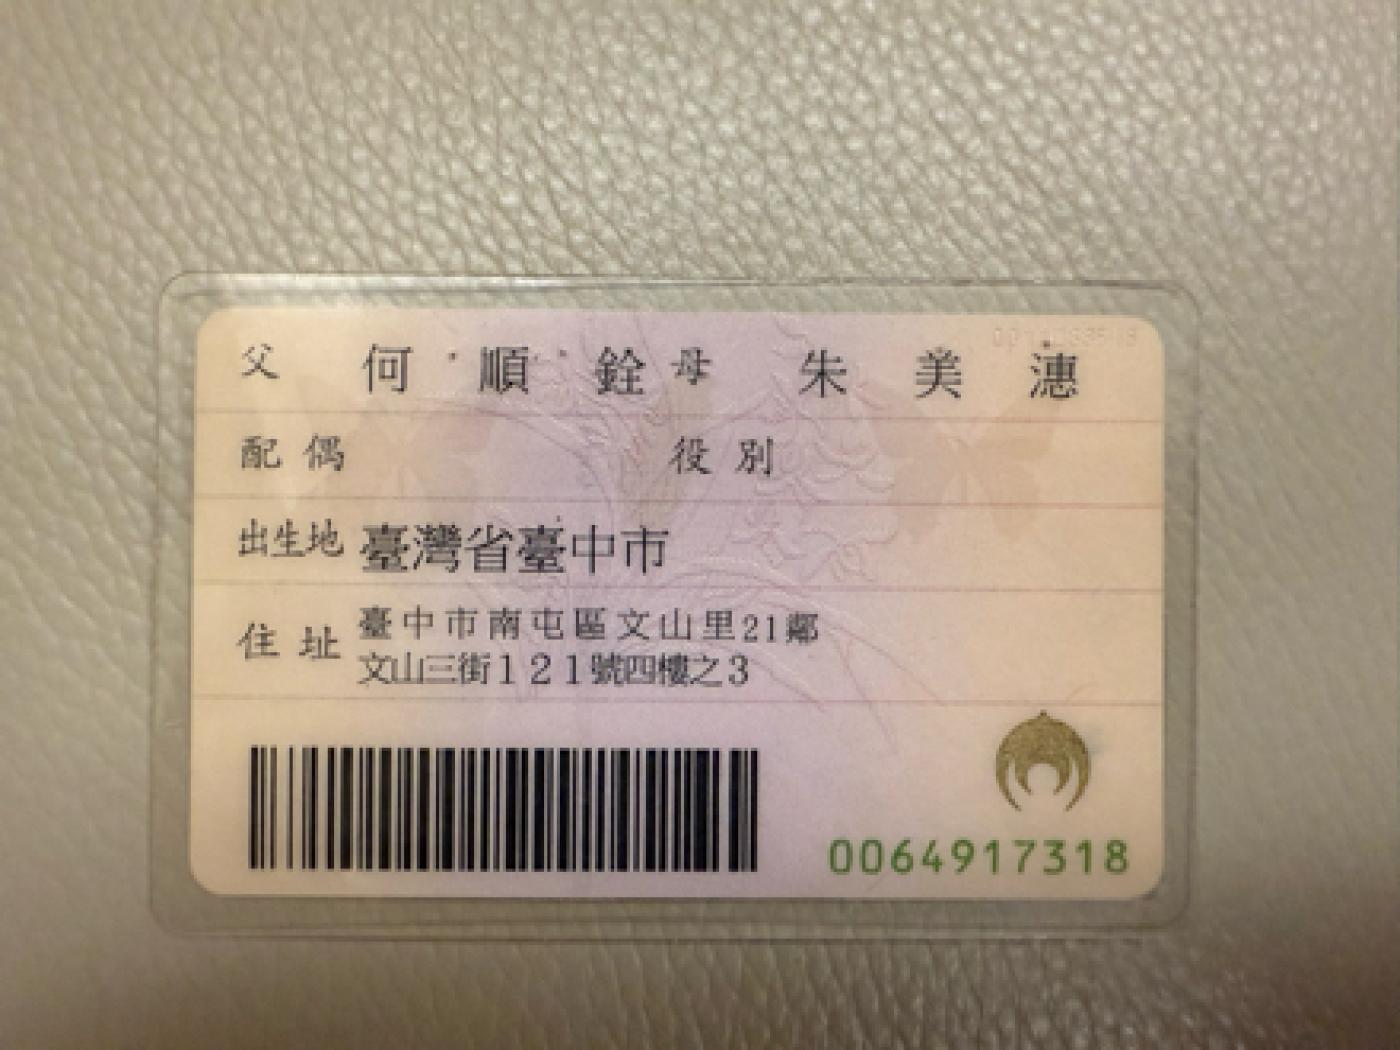 父 何順銓 母 朱美漶
配偶 役別
出生地 臺灣省臺中市
住址 臺中市南屯區文山里21鄰
文山三街121號四樓之3
0064917318